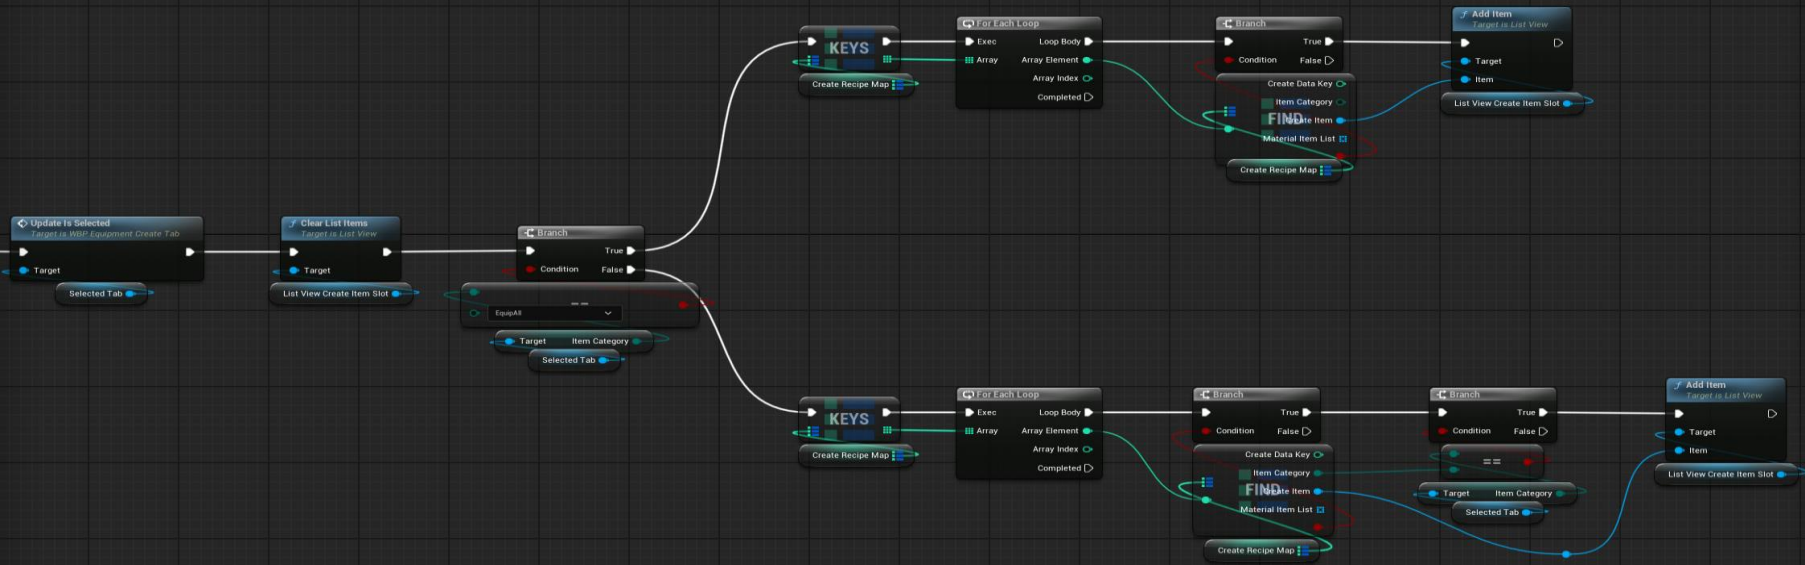 Update Is Selected
Target is WBP Equipment Create Tab
Target
Selected Tab
Clear List Items
Target is List View
Target
List View Create Item Slot
Branch
True
Condition
False
==
EquipAll
Target
Item Category
Selected Tab
KEYS
Create Recipe Map
For Each Loop
Exec
Loop Body
Array
Array Element
Array Index
Completed
Branch
True
Condition
False
Create Data Key
Item Category
FIND
Create Item
Material Item List
Create Recipe Map
Add Item
Target is List View
Target
Item
List View Create Item Slot
KEYS
Create Recipe Map
For Each Loop
Exec
Loop Body
Array
Array Element
Array Index
Completed
Branch
True
Condition
False
Create Data Key
Item Category
FIND
Create Item
Material Item List
Create Recipe Map
Branch
True
Condition
False
==
Target
Item Category
Selected Tab
Add Item
Target is List View
Target
Item
List View Create Item Slot